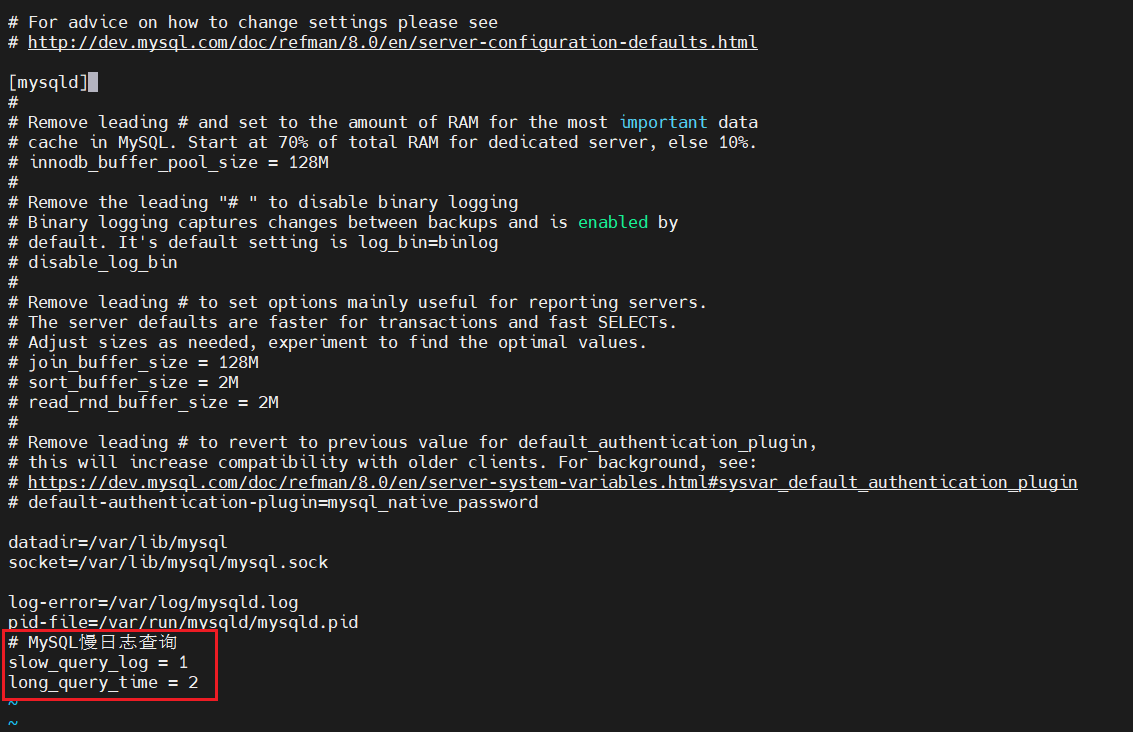 # For advice on how to change settings please see
# http://dev.mysql.com/doc/refman/8.0/en/server-configuration-defaults.html
[mysqld]
#
# Remove leading # and set to the amount of RAM for the most important data
# cache in MySQL. Start at 70% of total RAM for dedicated server, else 10%.
# innodb_buffer_pool_size = 128M
#
# Remove the leading "# " to disable binary logging
# Binary logging captures changes between backups and is enabled by
# default. It's default setting is log_bin=binlog
# disable_log_bin
#
# Remove leading # to set options mainly useful for reporting servers.
# The server defaults are faster for transactions and fast SELECTs.
# Adjust sizes as needed, experiment to find the optimal values.
# join_buffer_size = 128M
# sort_buffer_size = 2M
# read_rnd_buffer_size = 2M
#
# Remove leading # to revert to previous value for default_authentication_plugin,
# this will increase compatibility with older clients. For background, see:
# https://dev.mysql.com/doc/refman/8.0/en/server-system-variables.html#sysvar_default_authentication_plugin
# default-authentication-plugin=mysql_native_password
datadir=/var/lib/mysql
socket=/var/lib/mysql/mysql.sock
log-error=/var/log/mysqld.log
pid-file=/var/run/mysqld/mysqld.pid
# MySQL慢日志查询
slow_query_log = 1
long_query_time = 2
~
~